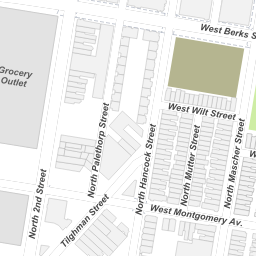 West Berks S
Grocery
Outlet
West Wilt Street
North Palethorp Street
North Hancock Street
North Mutter Street
North Mascher Street
North 2nd Street
Tilghman Street
West Montgomery Av.